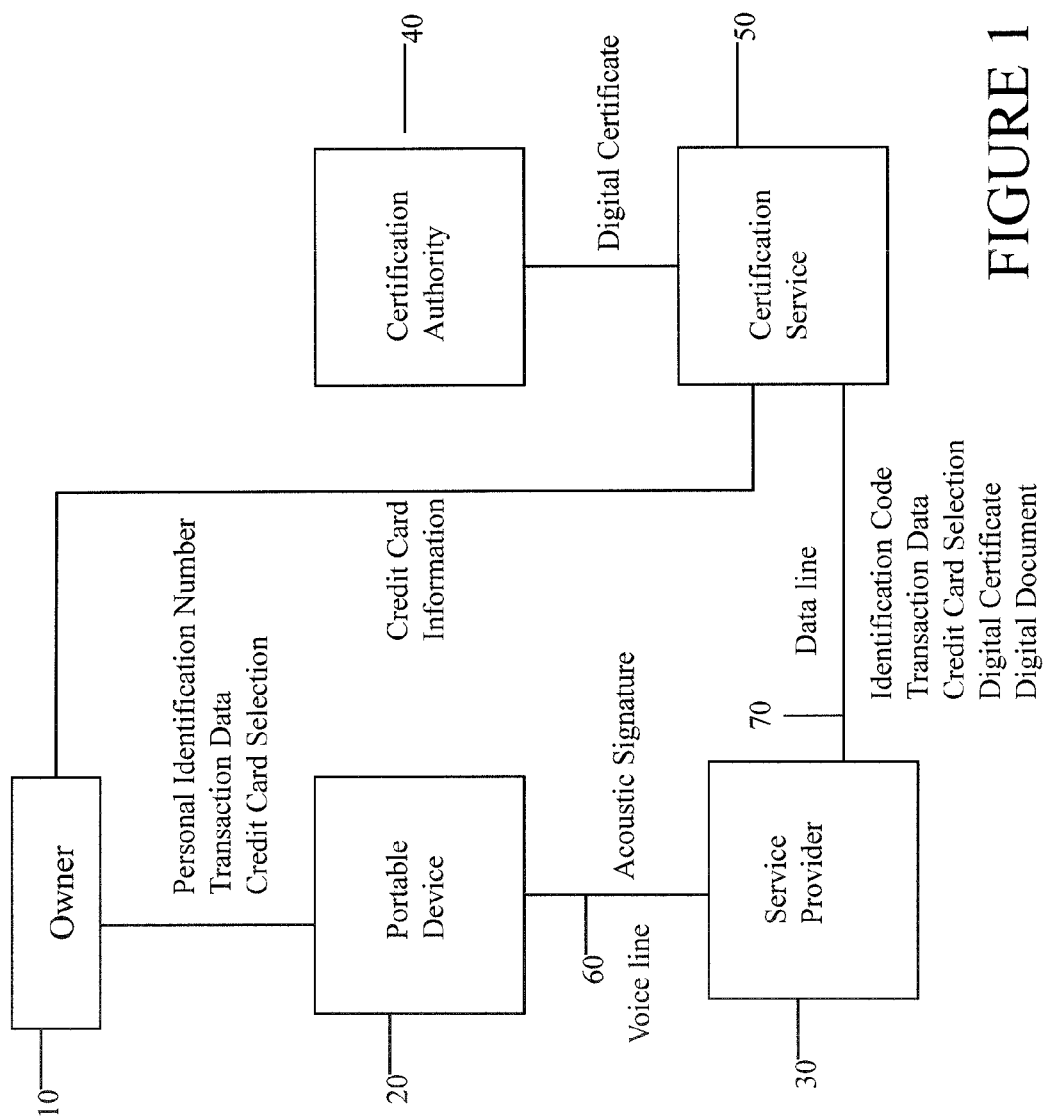 10
Owner
Personal Identification Number
Transaction Data
Credit Card Selection
20
Portable
Device
Credit Card
Information
Certification
Authority
40
60
Voice line
Acoustic Signature
Digital Certificate
30
Service
Provider
70
Data line
Certification
Service
50
Identification Code
Transaction Data
Credit Card Selection
Digital Certificate
Digital Document
FIGURE 1